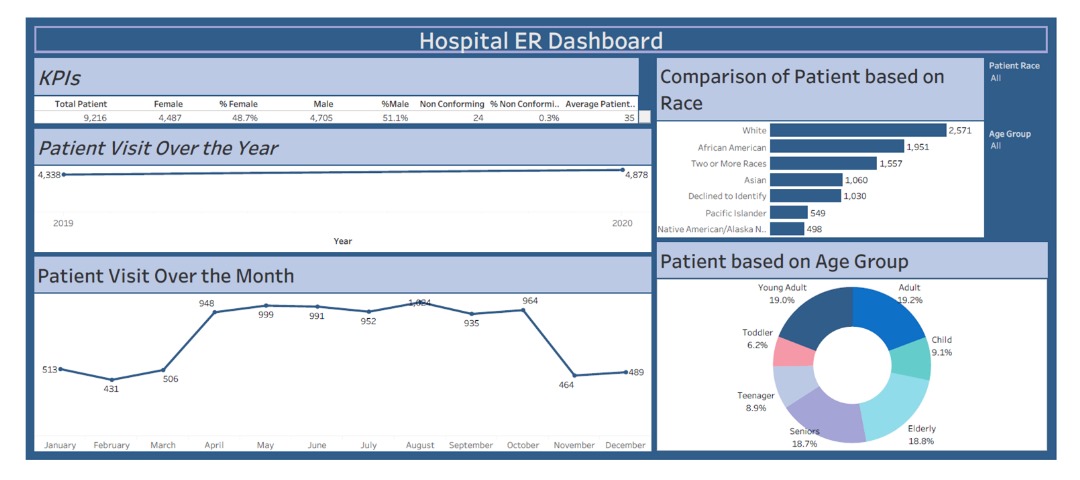 Hospital ER Dashboard
KPIs
Total Patient Female % Female Male %Male Non Conforming % Non Conformi.. Average Patient..
9,216 4,487 48.7% 4,705 51.1% 24 0.3% 35
Patient Visit Over the Year
4,338 4,878
2019 2020
Year
Patient Visit Over the Month
513 431 506 948 999 991 952 1,024 935 964 464 489
January February March April May June July August September October November December
Comparison of Patient based on
Race
White 2,571
African American 1,951
Two or More Races 1,557
Asian 1,060
Declined to Identify 1,030
Pacific Islander 549
Native American/Alaska N.. 498
Patient Race
All
Age Group
All
Patient based on Age Group
Young Adult
19.0%
Adult
19.2%
Toddler
6.2%
Child
9.1%
Teenager
8.9%
Seniors
18.7%
Elderly
18.8%